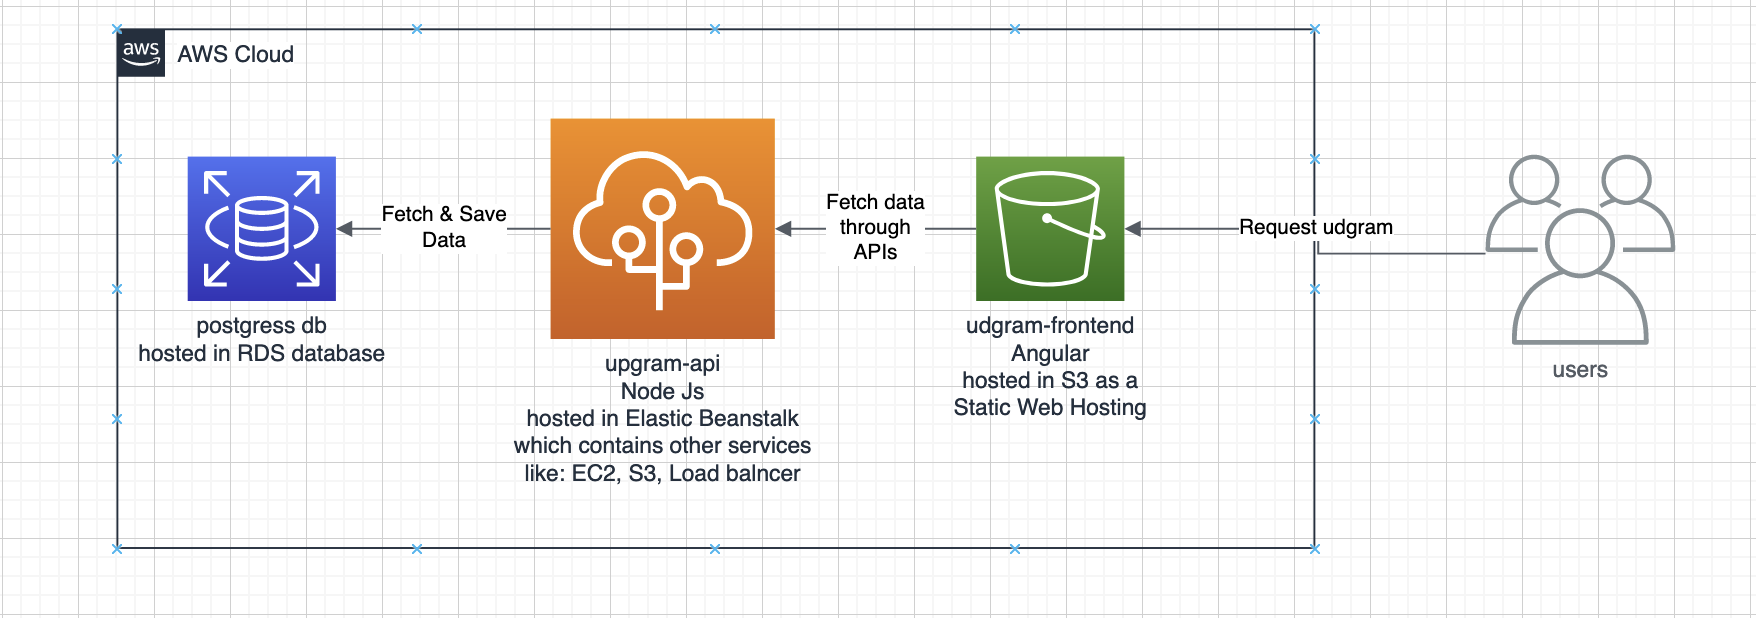 aws
AWS Cloud
Fetch & Save
Data
Fetch data
through
APIs
Request udgram
postgress db
hosted in RDS database
upgram-api
Node Js
hosted in Elastic Beanstalk
which contains other services
like: EC2, S3, Load balncer
udgram-frontend
Angular
hosted in S3 as a
Static Web Hosting
users